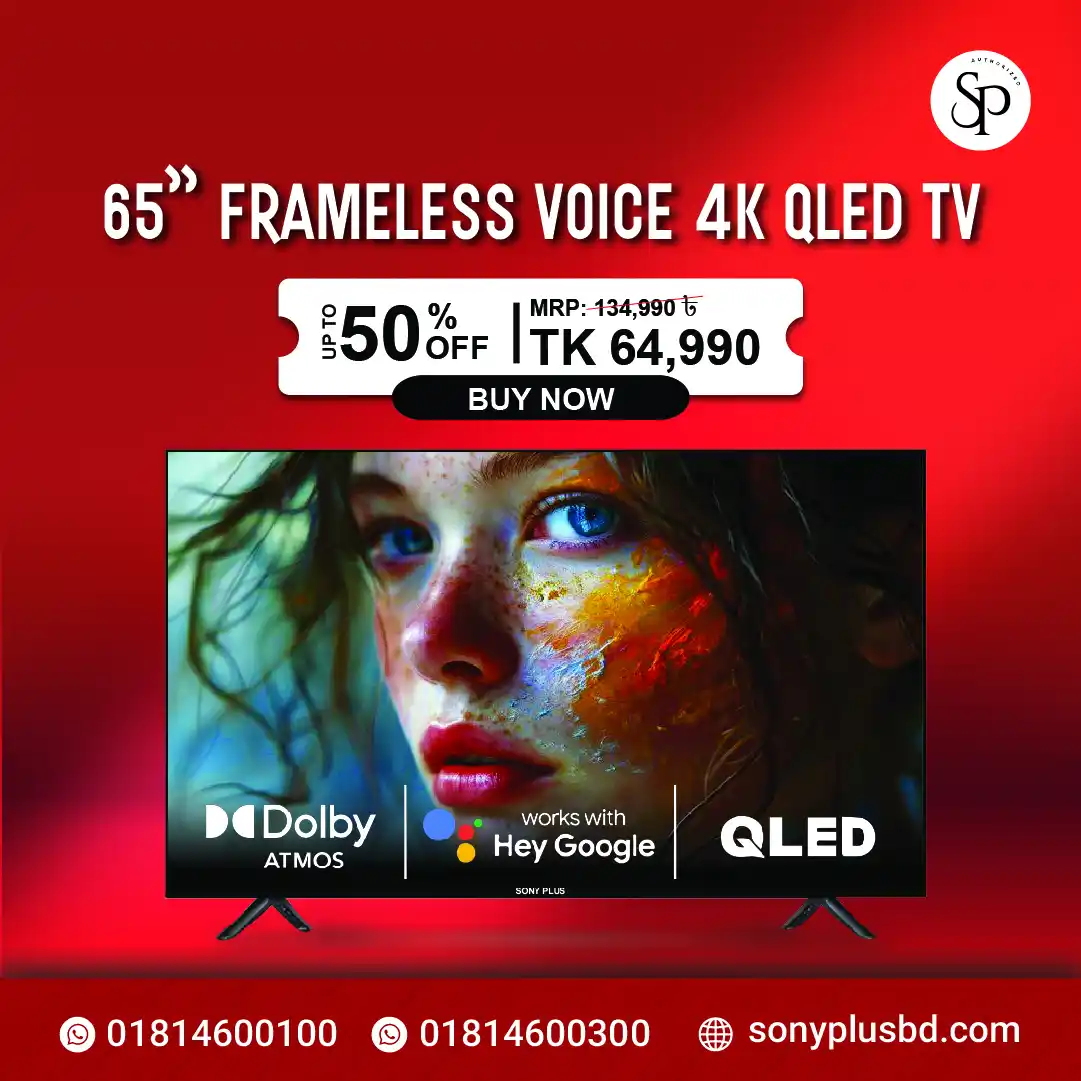 AUTHORIZED
SP
65” FRAMELESS VOICE 4K QLED TV
UP TO 50% OFF
MRP: 134,990 ৳
TK 64,990
BUY NOW
Dolby
ATMOS
works with
Hey Google
QLED
SONY PLUS
01814600100 01814600300 sonyplusbd.com